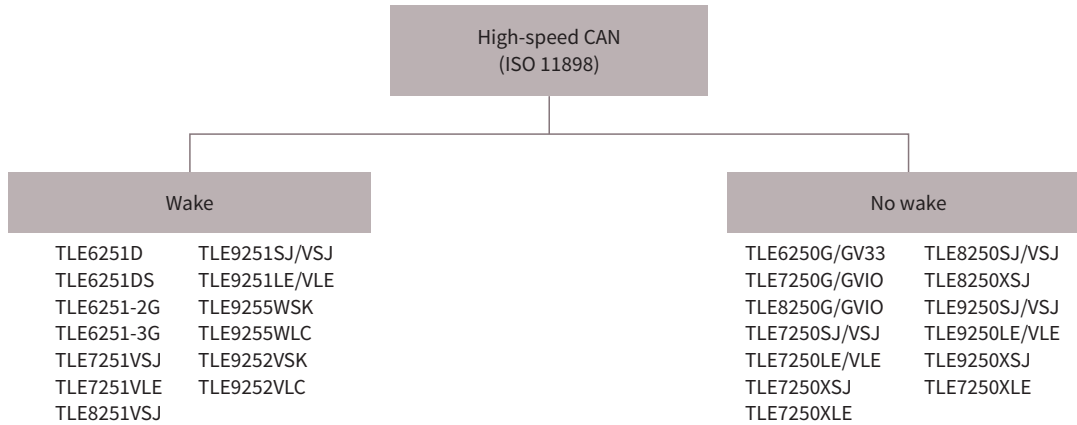 High-speed CAN
(ISO 11898)
Wake
TLE6251D
TLE6251DS
TLE6251-2G
TLE6251-3G
TLE7251VSJ
TLE7251VLE
TLE8251VSJ
TLE9251SJ/VSJ
TLE9251LE/VLE
TLE9255WSK
TLE9255WLC
TLE9252VSK
TLE9252VLC
No wake
TLE6250G/GV33
TLE7250G/GVIO
TLE8250G/GVIO
TLE7250SJ/VSJ
TLE7250LE/VLE
TLE7250XSJ
TLE7250XLE
TLE8250SJ/VSJ
TLE8250XSJ
TLE9250SJ/VSJ
TLE9250LE/VLE
TLE9250XSJ
TLE7250XLE